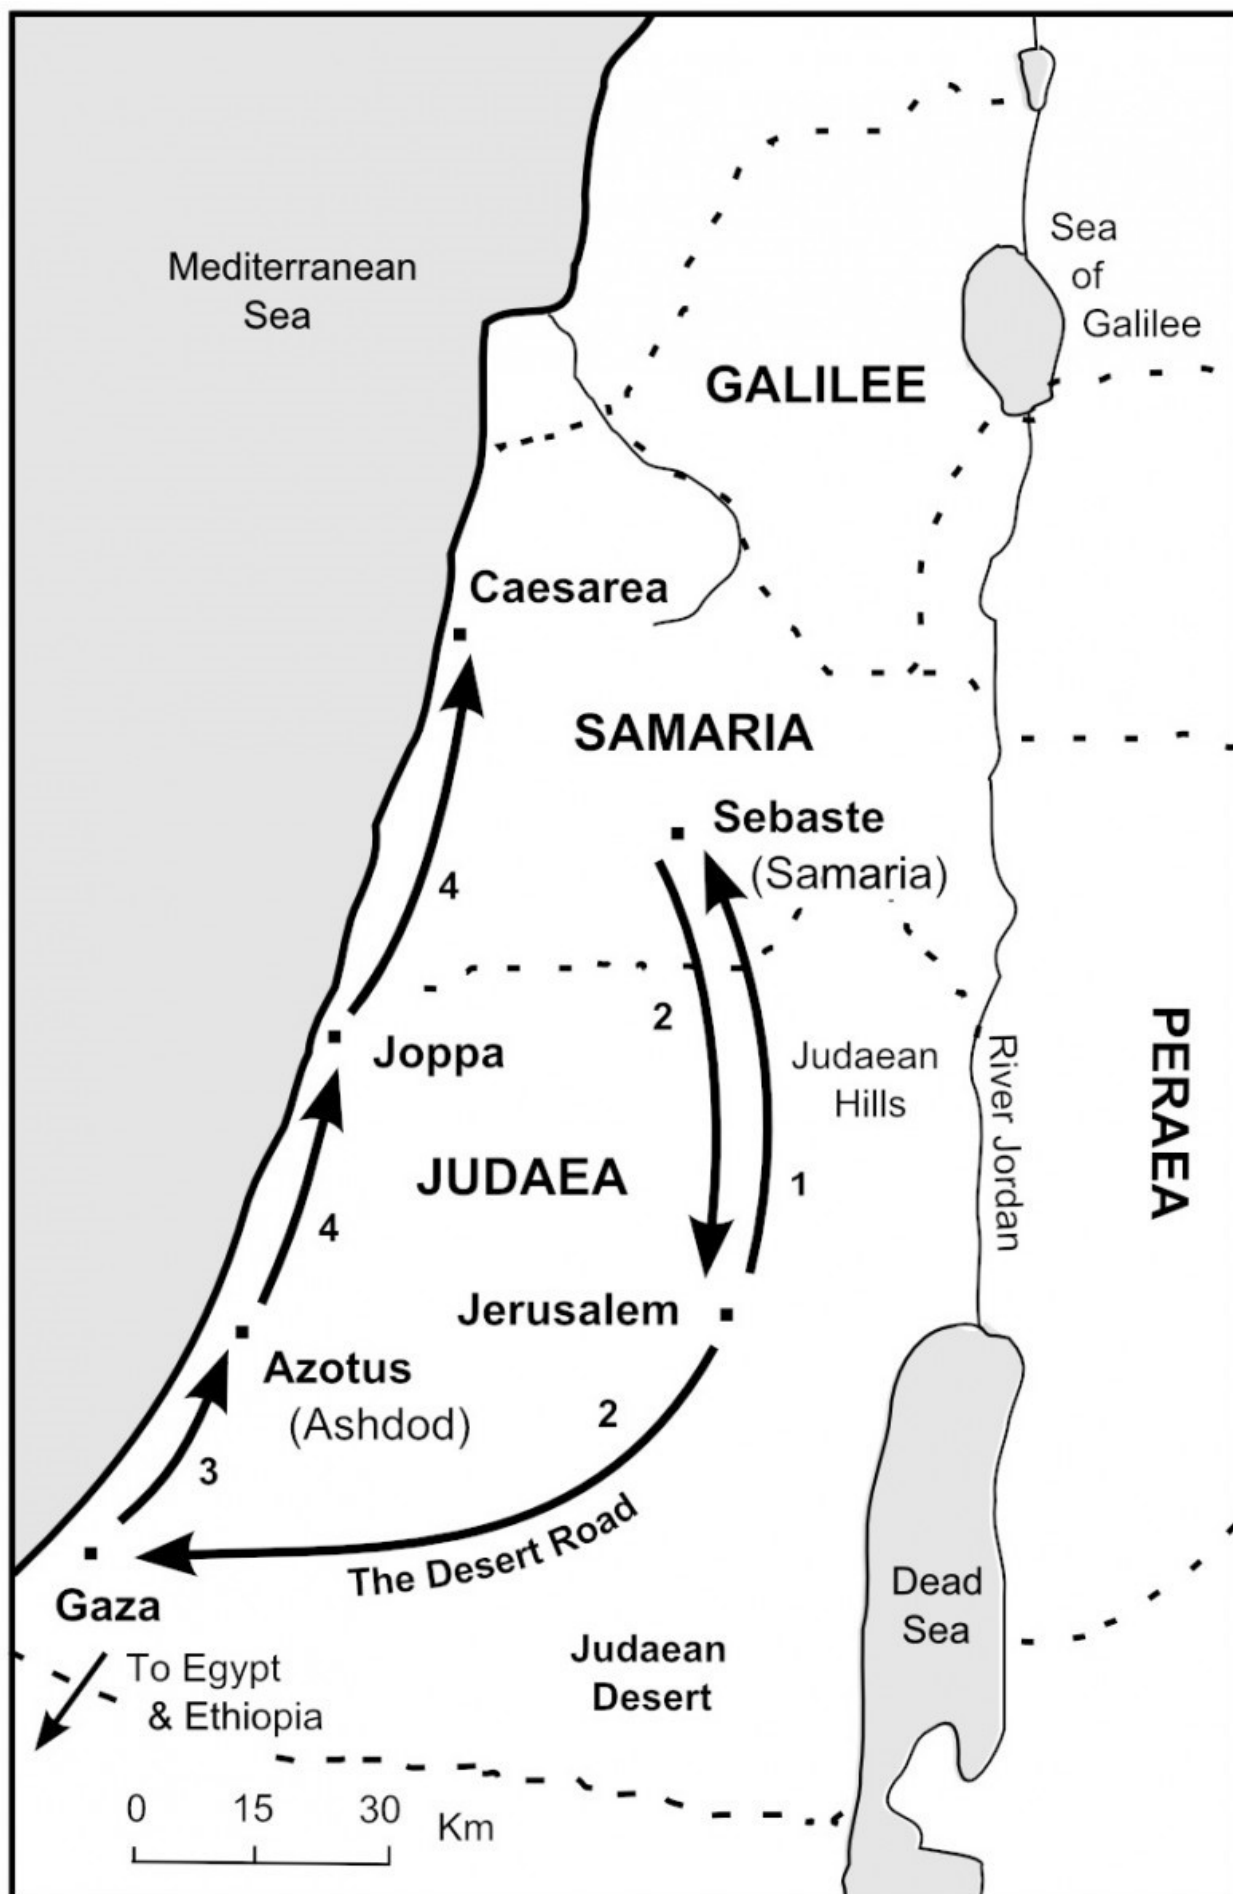 Mediterranean
Sea
Sea
of
Galilee
GALILEE
Caesarea
SAMARIA
Sebaste
(Samaria)
4
2
Joppa
Judaean
Hills
River Jordan
PERAEA
JUDAEA
1
4
Jerusalem
Azotus
(Ashdod)
2
3
The Desert Road
Gaza
Dead
Sea
To Egypt
& Ethiopia
Judaean
Desert
0 15 30 Km